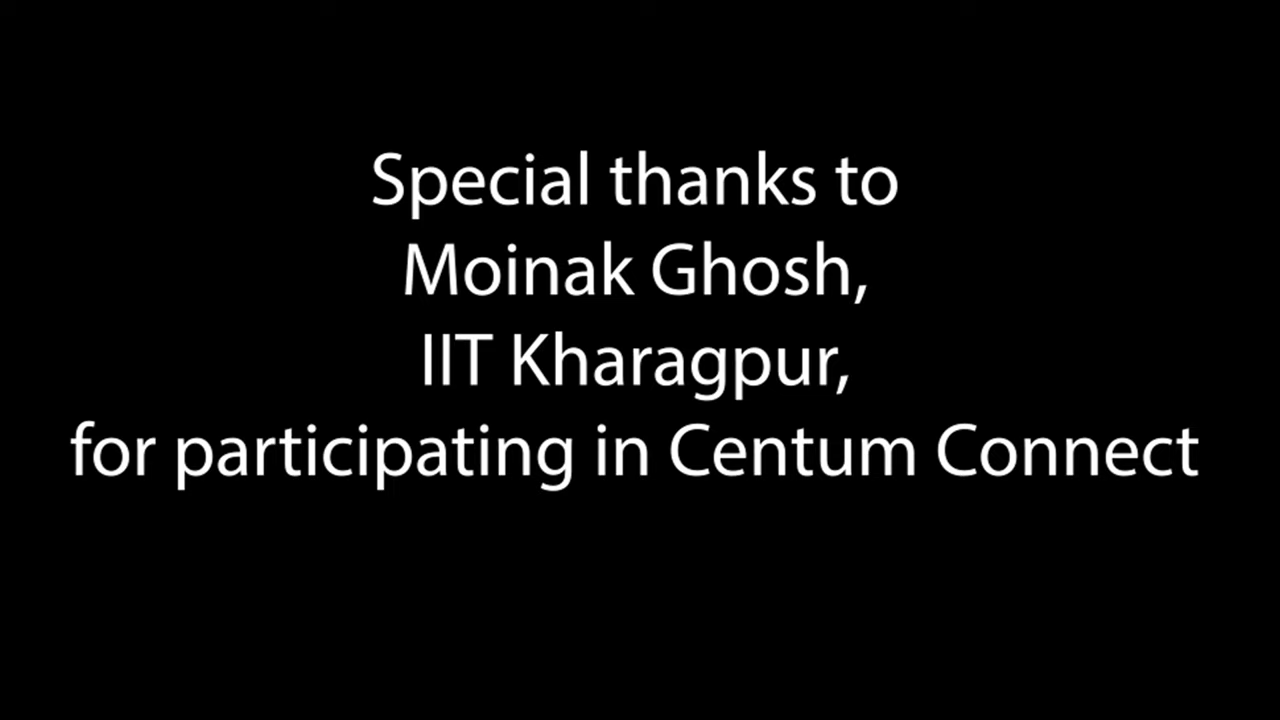 Special thanks to
Moinak Ghosh,
IIT Kharagpur,
for participating in Centum Connect